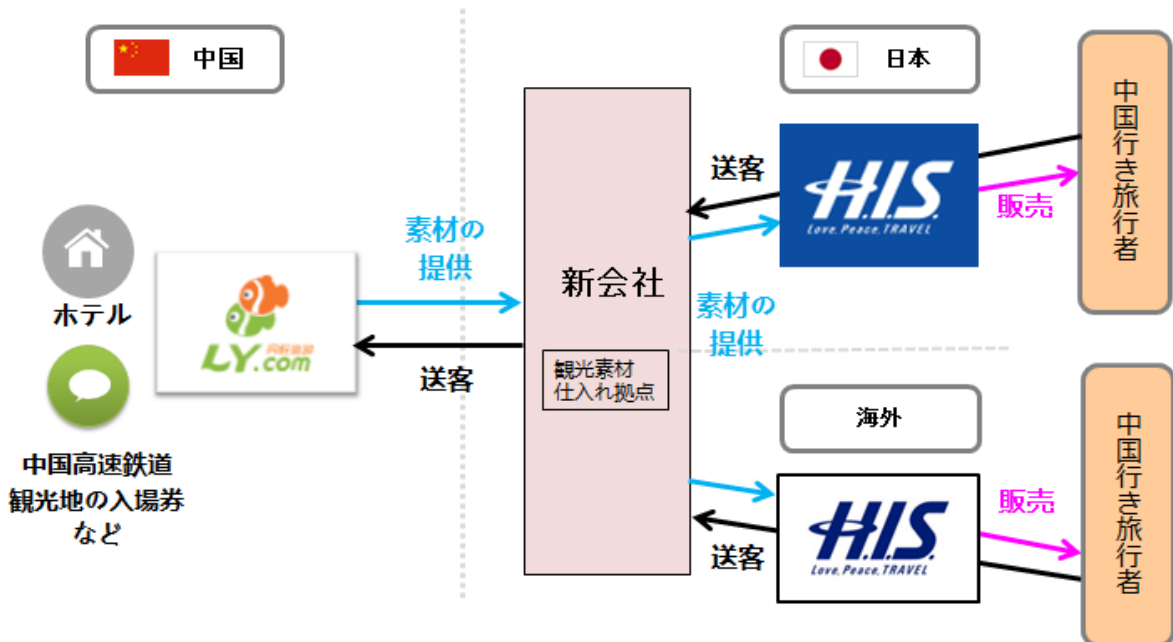 中国
日本
中国行き旅行者
送客
H.I.S.
Love, Peace, TRAVEL
販売
素材の
提供
新会社
ホテル
LY.com
同程旅游
素材の
提供
送客
観光素材
仕入れ拠点
海外
中国行き旅行者
中国高速鉄道
観光地の入場券
など
H.I.S.
Love, Peace, TRAVEL
販売
送客